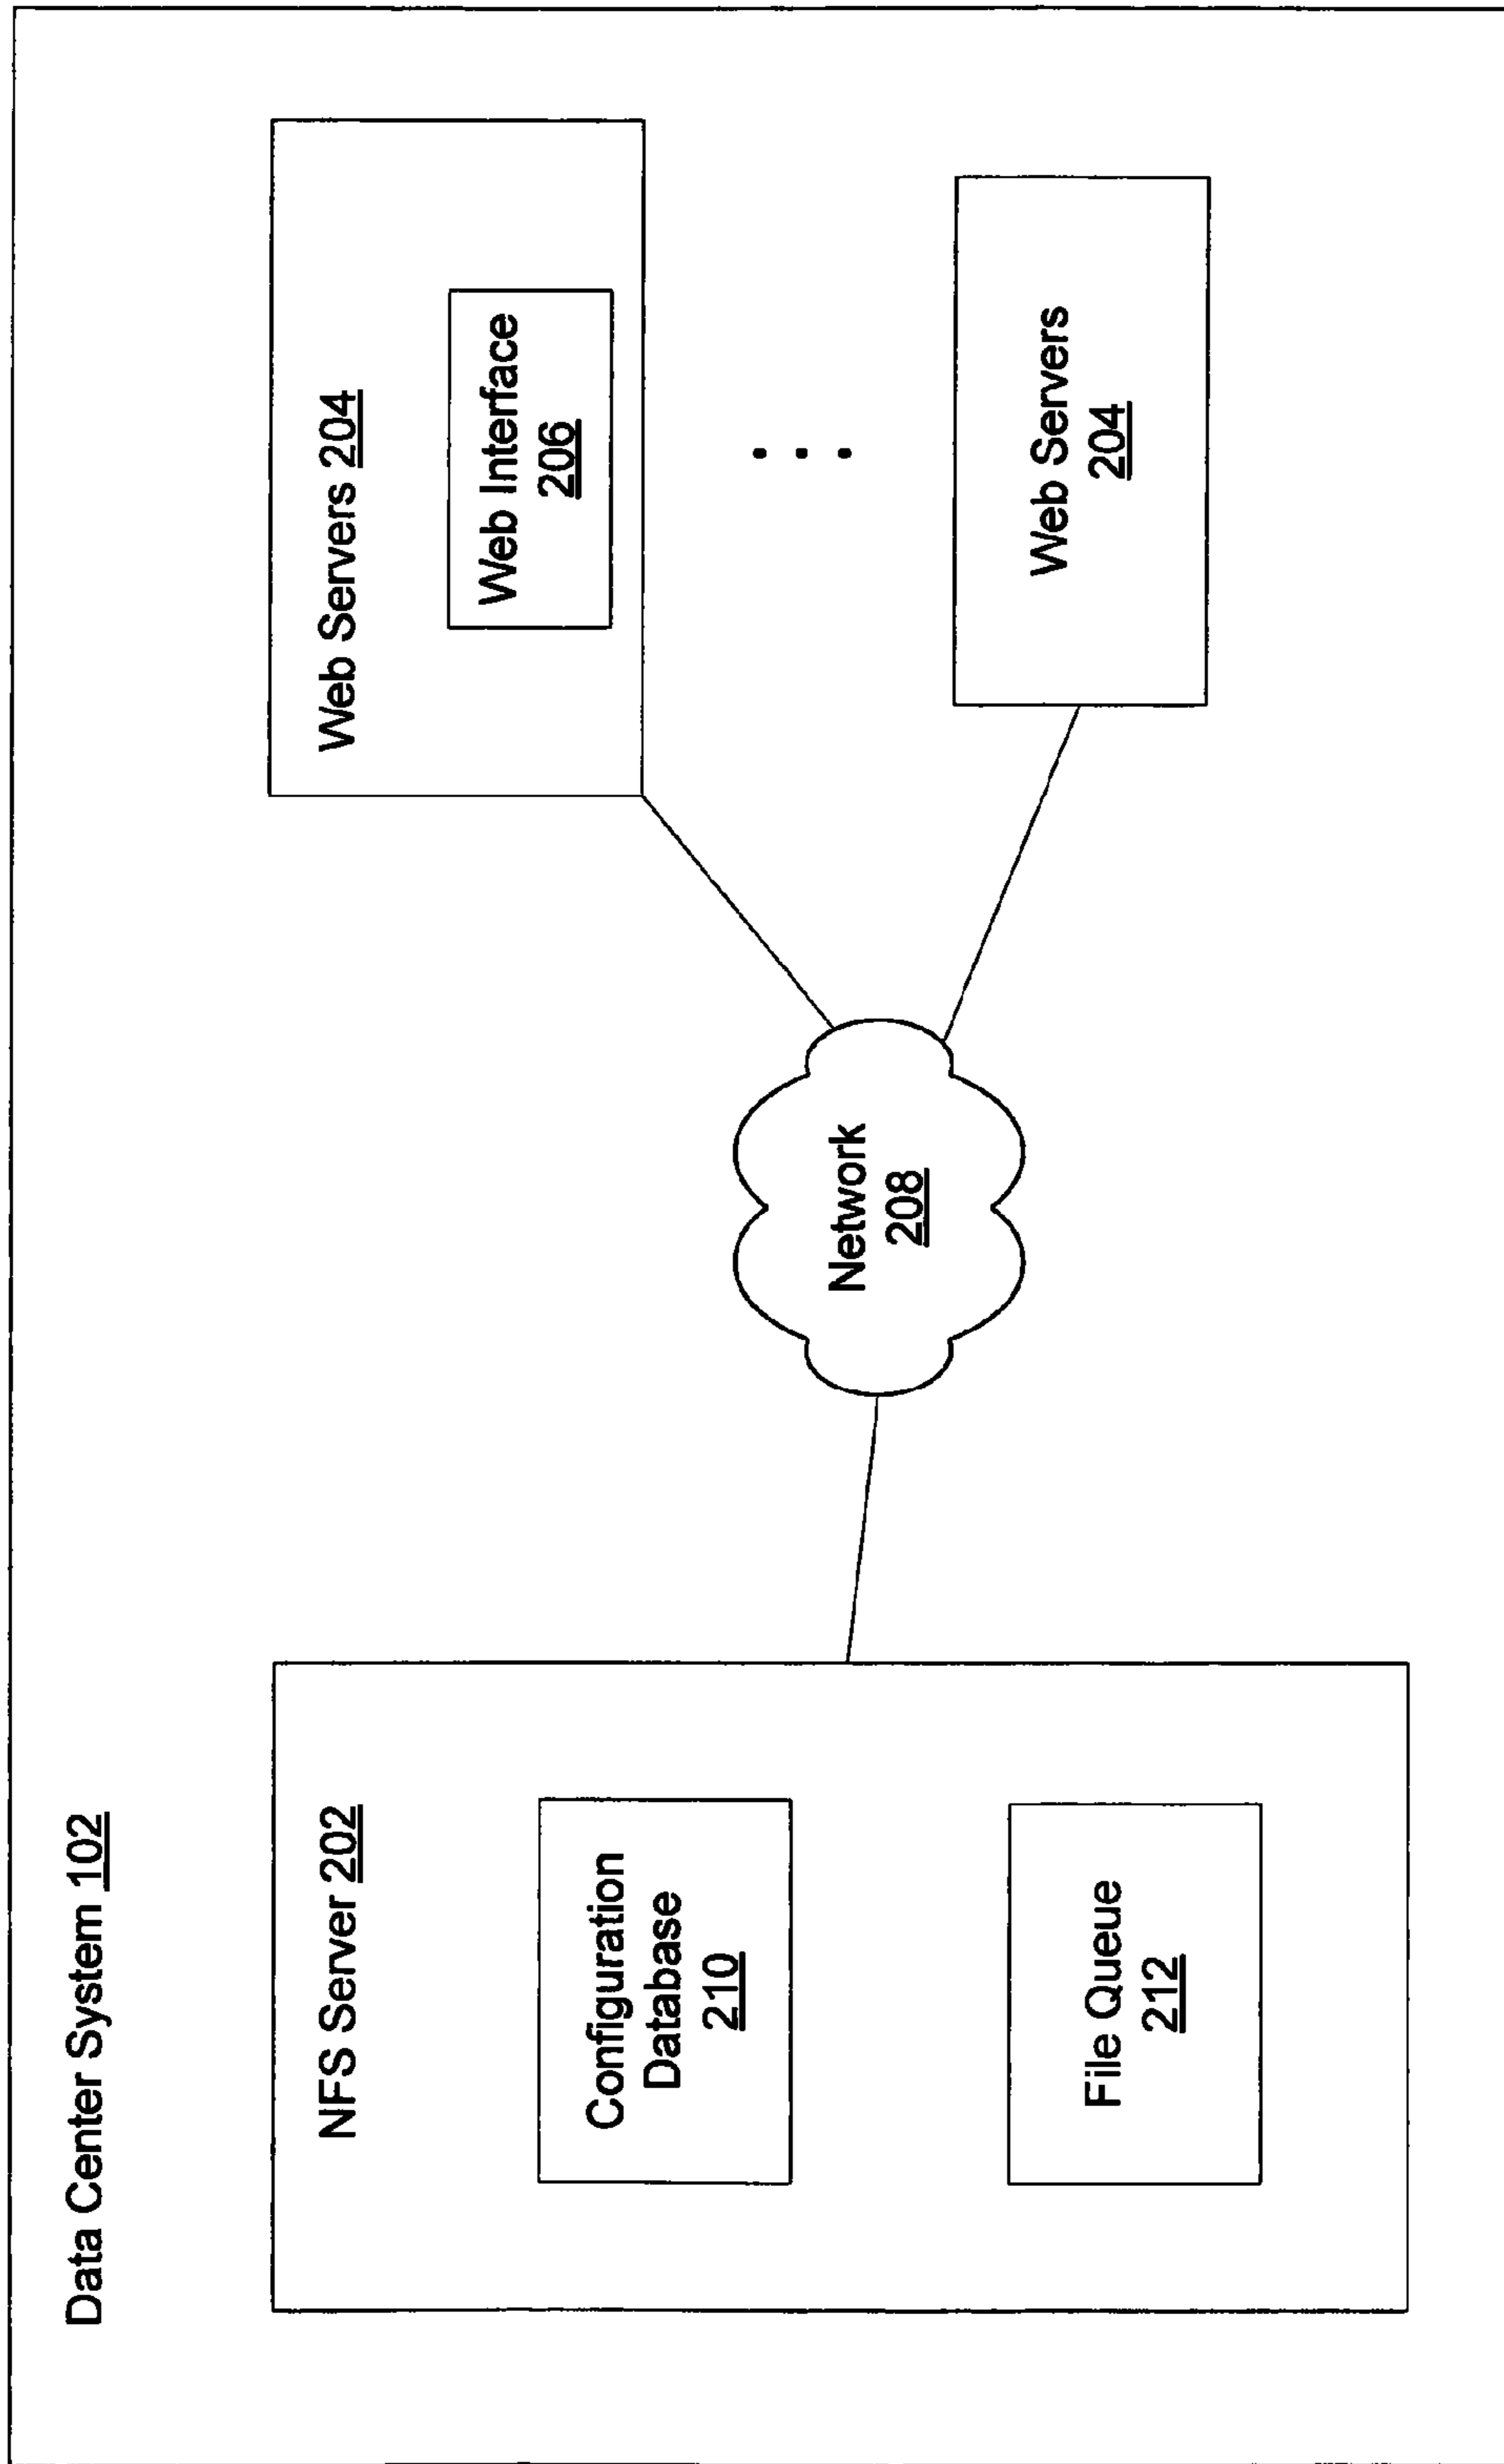 Data Center System 102
NFS Server 202
Configuration
Database
210
File Queue
212
Network
208
Web Servers 204
Web Interface
206
Web Servers
204